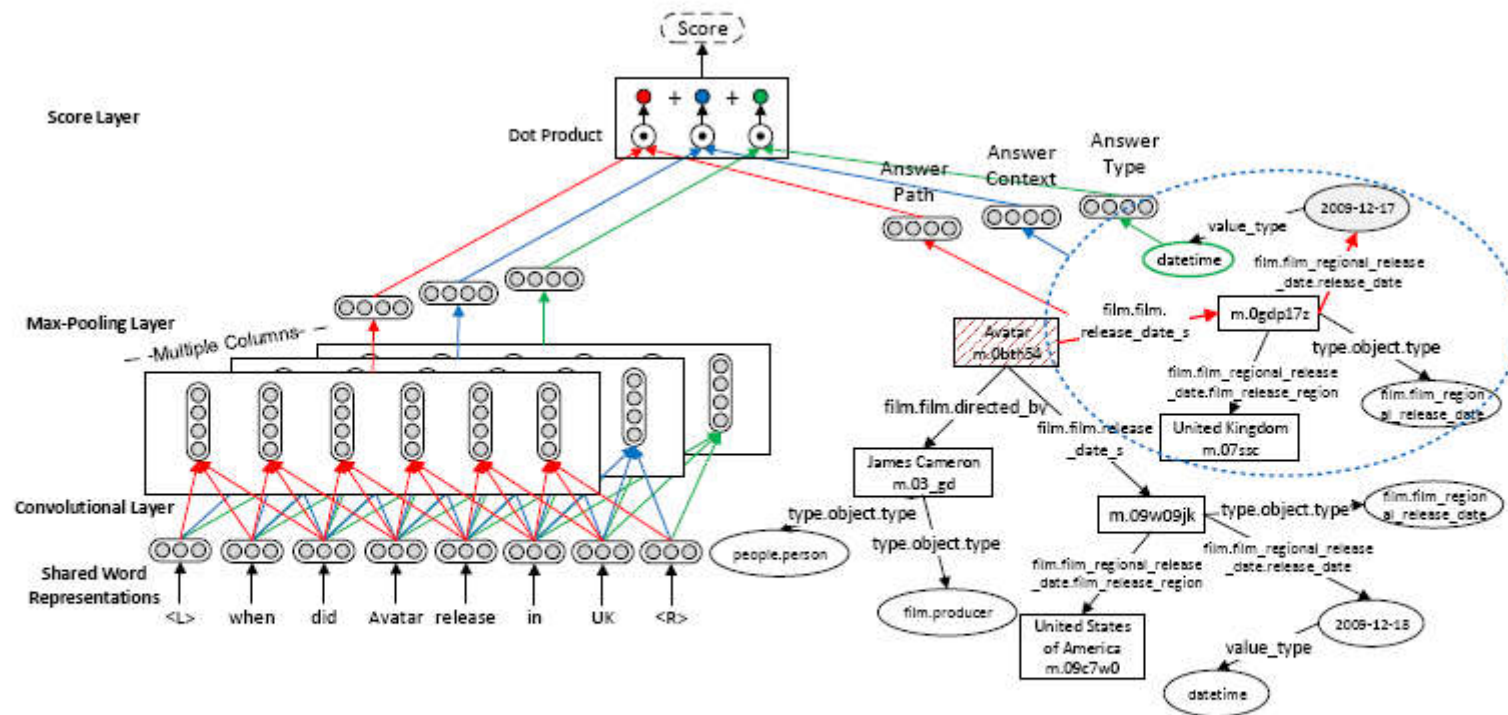 Score
Score Layer
+ +
Dot Product
Answer
Path
Answer
Context
Answer
Type
2009-12-17
value_type
datetime
film.film_regional_release
_date.release_date
film.film.
release_date_s
m.0gdp17z
Avatar
m.0bth54
type.object.type
film.film_regional_release
_date.film_release_region
film.film_region
al_release_date
United Kingdom
m.07ssc
Max-Pooling Layer
-Multiple Columns-
film.film.directed_by
film.film.release
_date_s
James Cameron
m.03_gd
Convolutional Layer
type.object.type
people.person
type.object.type
film.producer
m.09w09jk
type.object.type
film.film_region
al_release_date
film.film_regional_release
_date.film_release_region
film.film_regional_release
_date.release_date
United States
of America
m.09c7w0
2009-12-18
value_type
datetime
Shared Word
Representations
<L> when did Avatar release in UK <R>